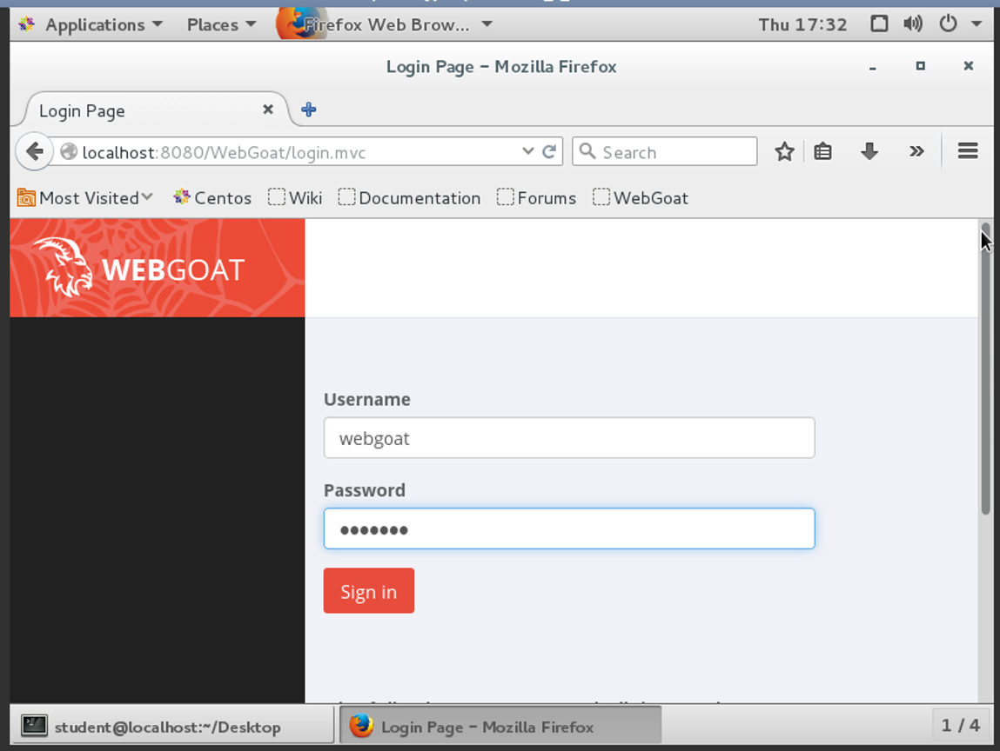 Applications Places Firefox Web Brow... Thu 17:32
Login Page – Mozilla Firefox
Login Page
localhost:8080/WebGoat/login.mvc Search
Most Visited Centos Wiki Documentation Forums WebGoat
WEBGOAT
Username
webgoat
Password
•••••••
Sign in
student@localhost:~/Desktop Login Page – Mozilla Firefox 1 / 4